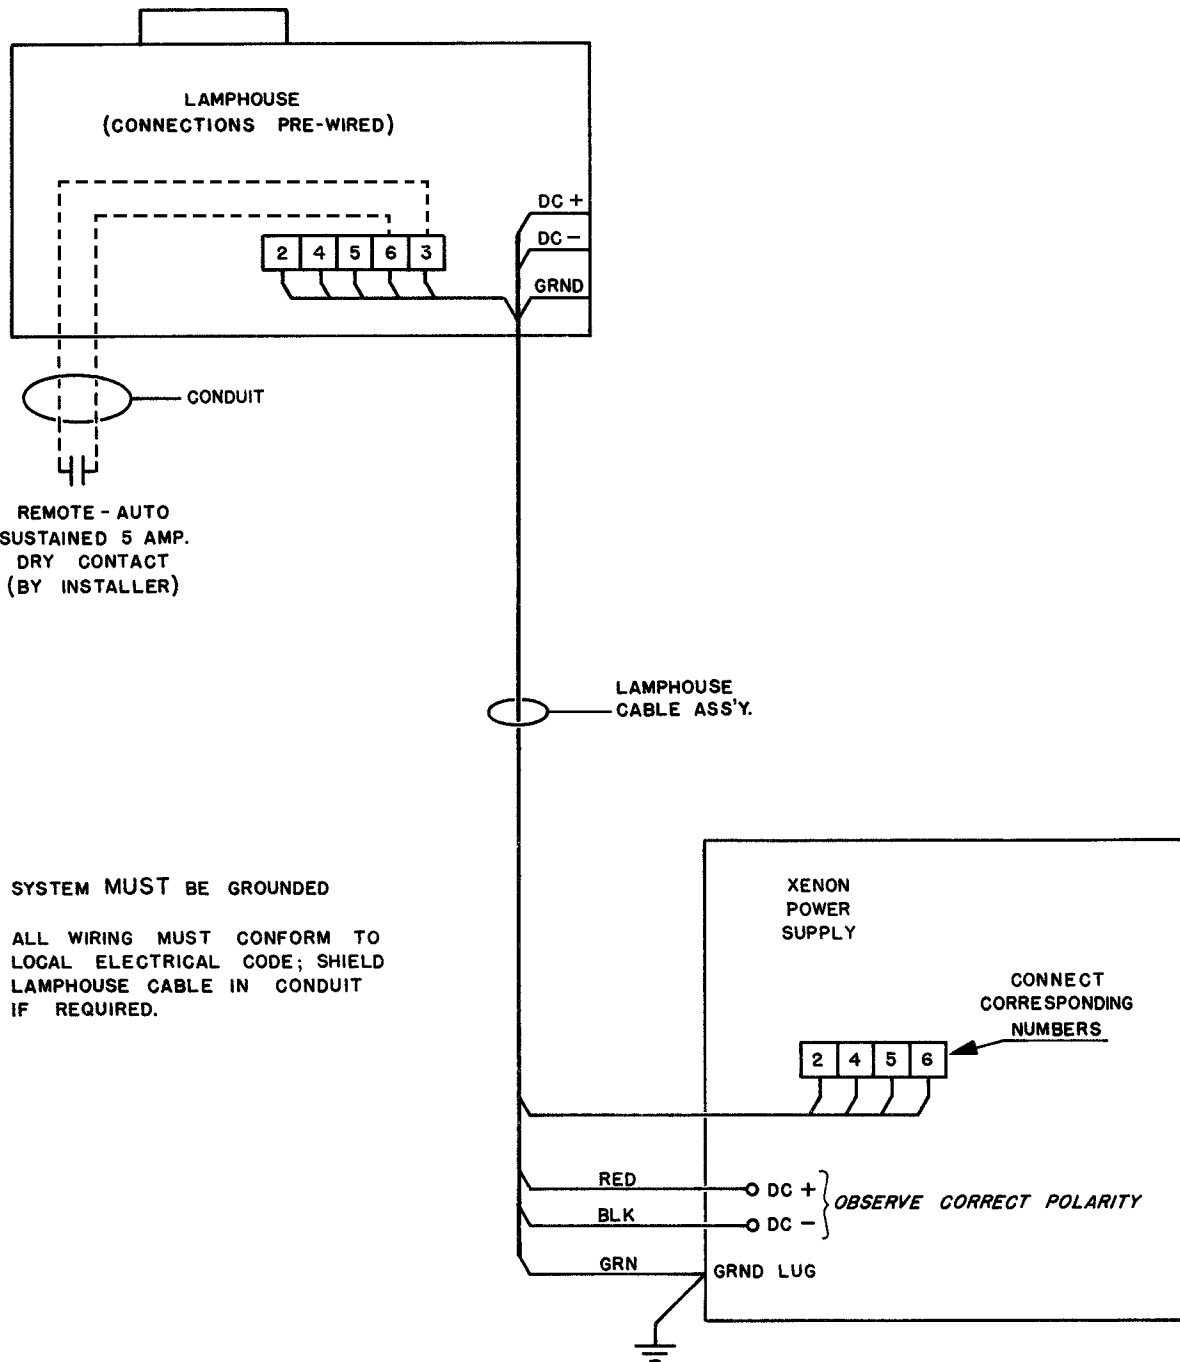 LAMPHOUSE
(CONNECTIONS PRE-WIRED)
DC +
DC -
GRND
2 4 5 6 3
CONDUIT
REMOTE - AUTO
SUSTAINED 5 AMP.
DRY CONTACT
(BY INSTALLER)
LAMPHOUSE
CABLE ASS'Y.
SYSTEM MUST BE GROUNDED
ALL WIRING MUST CONFORM TO
LOCAL ELECTRICAL CODE; SHIELD
LAMPHOUSE CABLE IN CONDUIT
IF REQUIRED.
XENON
POWER
SUPPLY
CONNECT
CORRESPONDING
NUMBERS
2 4 5 6
RED
DC +
BLK
DC -
OBSERVE CORRECT POLARITY
GRN
GRND LUG